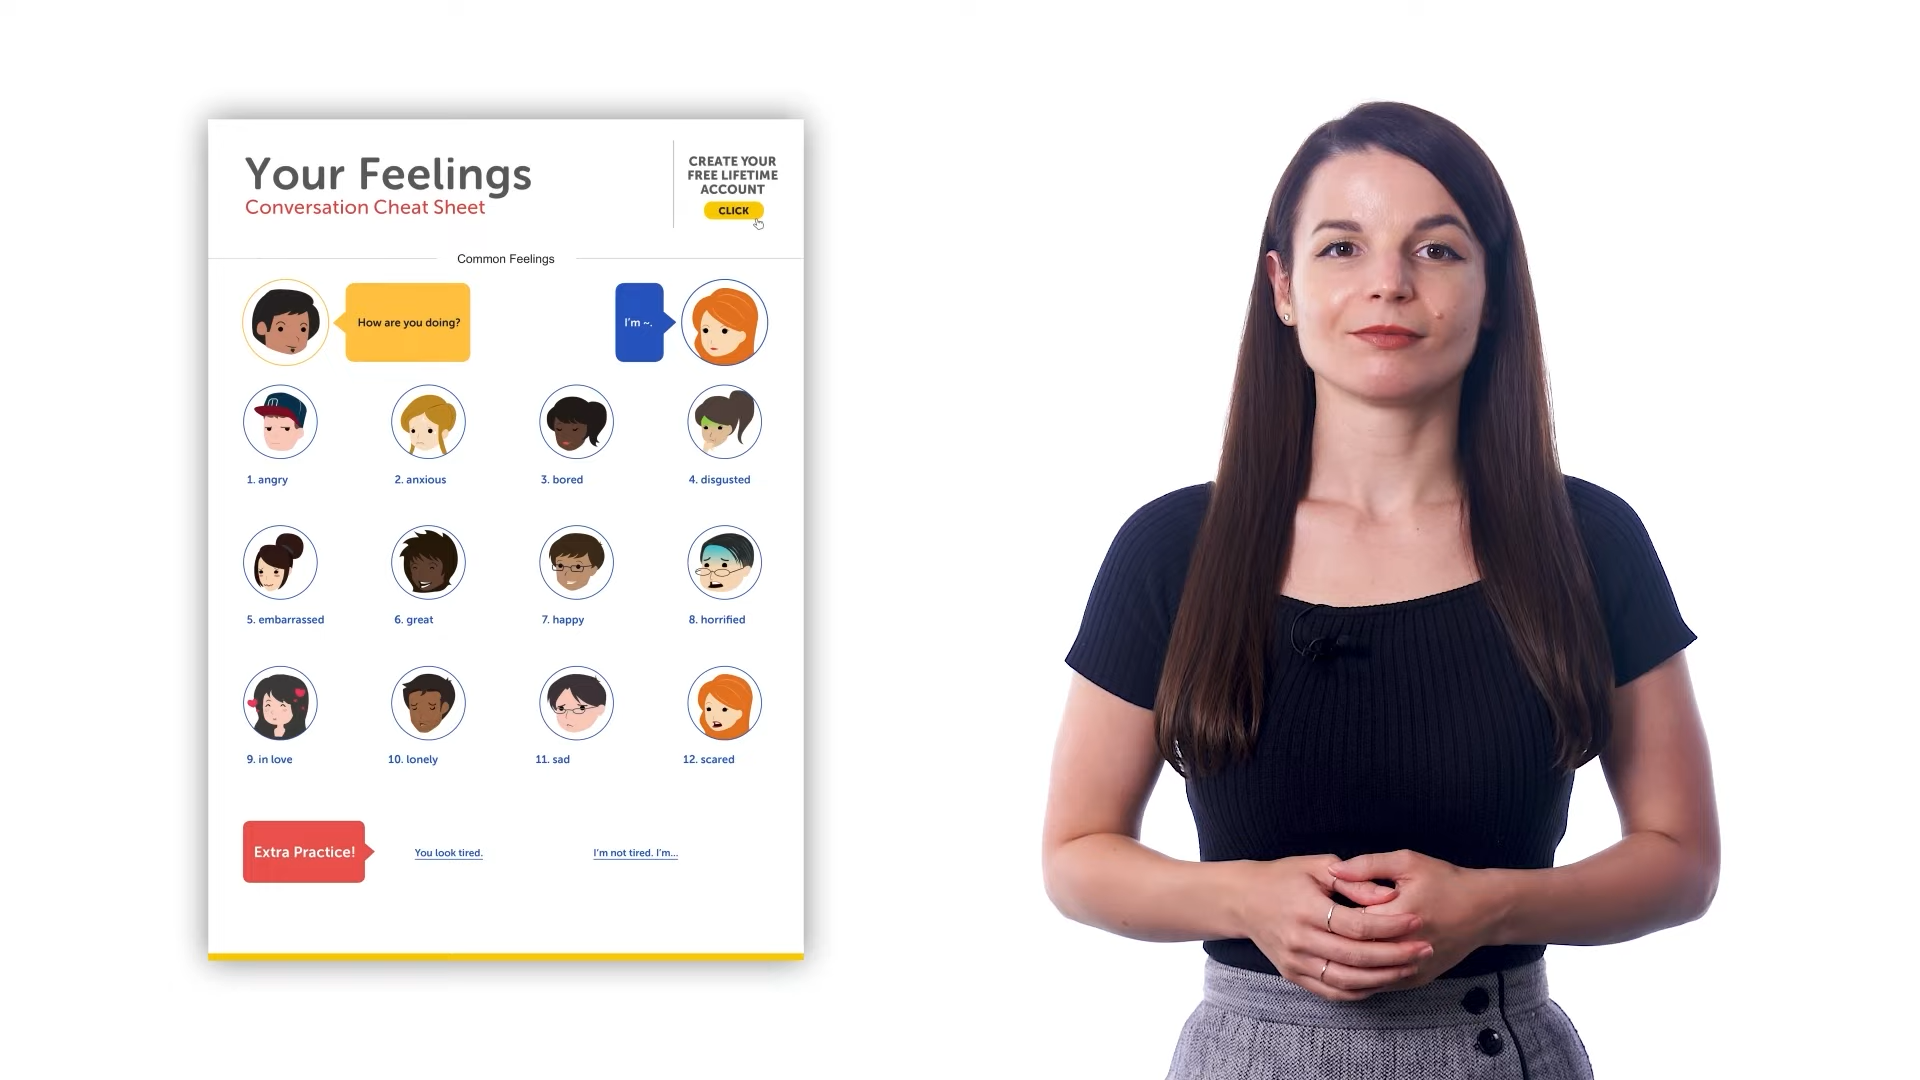 Your Feelings
Conversation Cheat Sheet
CREATE YOUR
FREE LIFETIME
ACCOUNT
CLICK
Common Feelings
How are you doing?
I'm ~.
1. angry
2. anxious
3. bored
4. disgusted
5. embarrassed
6. great
7. happy
8. horrified
9. in love
10. lonely
11. sad
12. scared
Extra Practice!
You look tired.
I'm not tired. I'm...